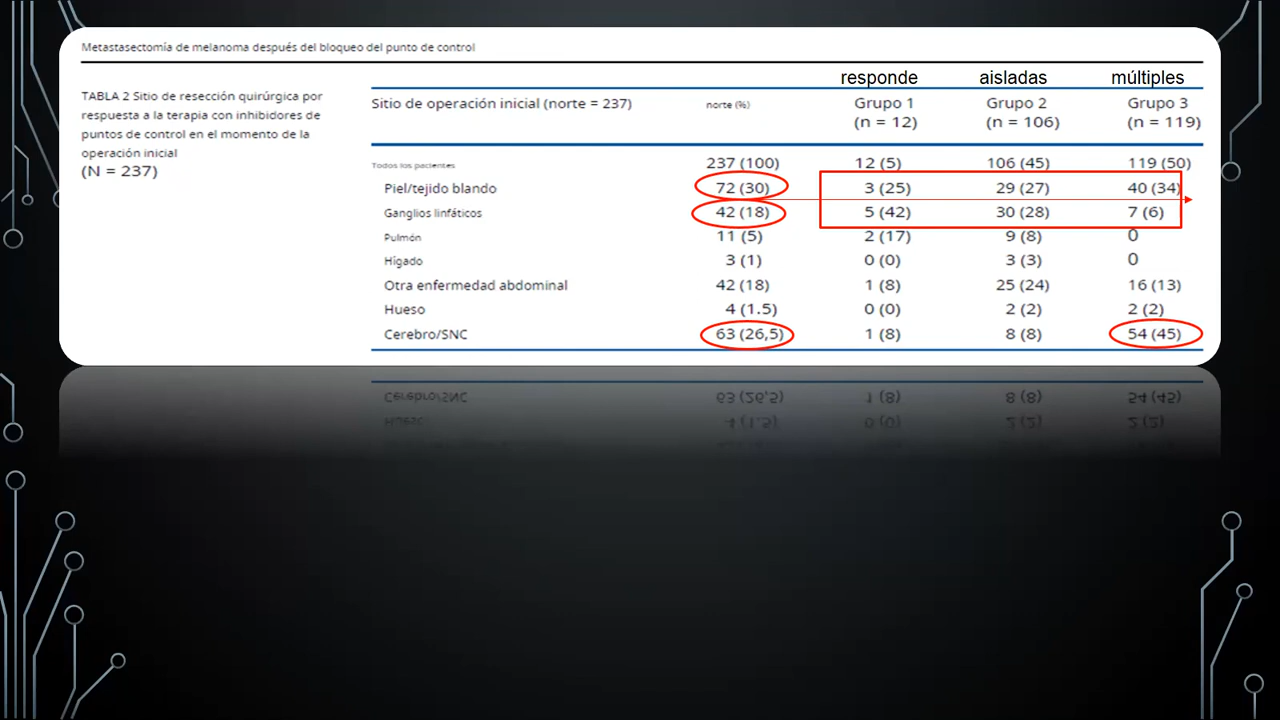 Metastasectomía de melanoma después del bloqueo del punto de control
TABLA 2 Sitio de resección quirúrgica por
respuesta a la terapia con inhibidores de
puntos de control en el momento de la
operación inicial
(N = 237)
responde aisladas múltiples
Sitio de operación inicial (norte = 237) norte (%) Grupo 1 Grupo 2 Grupo 3
(n = 12) (n = 106) (n = 119)
Todos los pacientes 237 (100) 12 (5) 106 (45) 119 (50)
Piel/tejido blando 72 (30) 3 (25) 29 (27) 40 (34)
Ganglios linfáticos 42 (18) 5 (42) 30 (28) 7 (6)
Pulmón 11 (5) 2 (17) 9 (8) 0
Hígado 3 (1) 0 (0) 3 (3) 0
Otra enfermedad abdominal 42 (18) 1 (8) 25 (24) 16 (13)
Hueso 4 (1.5) 0 (0) 2 (2) 2 (2)
Cerebro/SNC 63 (26,5) 1 (8) 8 (8) 54 (45)